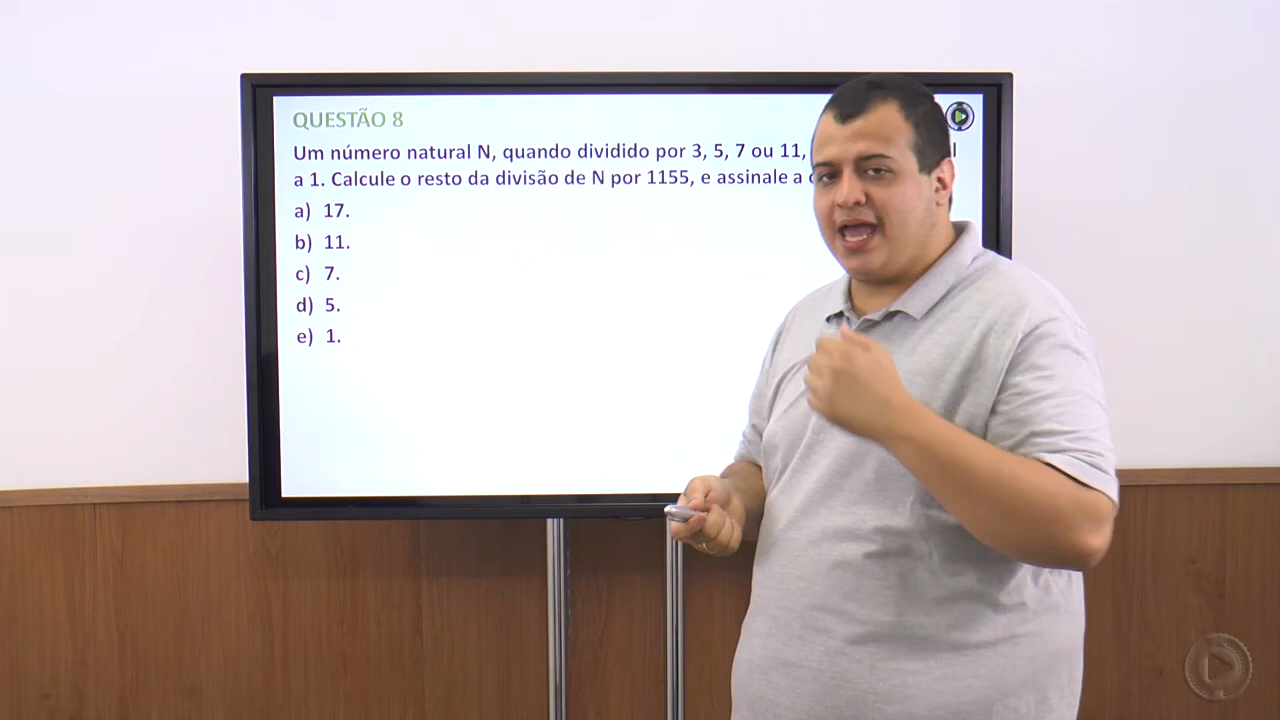 QUESTÃO 8
Um número natural N, quando dividido por 3, 5, 7 ou 11,
a 1. Calcule o resto da divisão de N por 1155, e assinale a
a) 17.
b) 11.
c) 7.
d) 5.
e) 1.